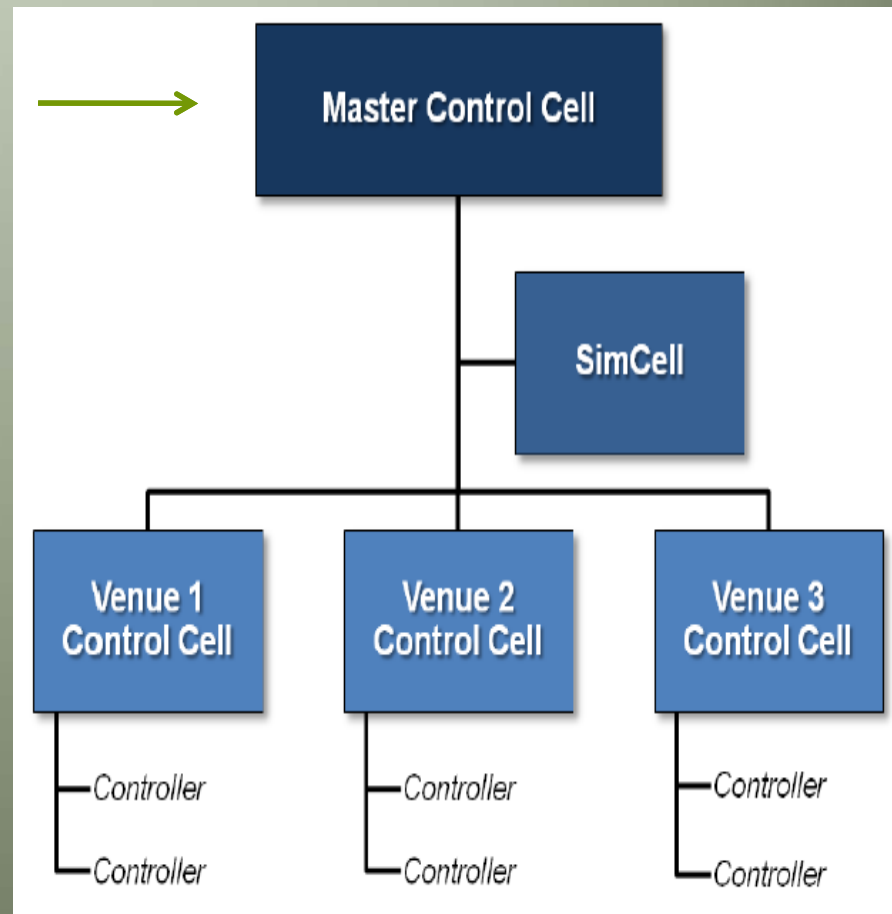 Master Control Cell
SimCell
Venue 1
Control Cell
Venue 2
Control Cell
Venue 3
Control Cell
Controller
Controller
Controller
Controller
Controller
Controller